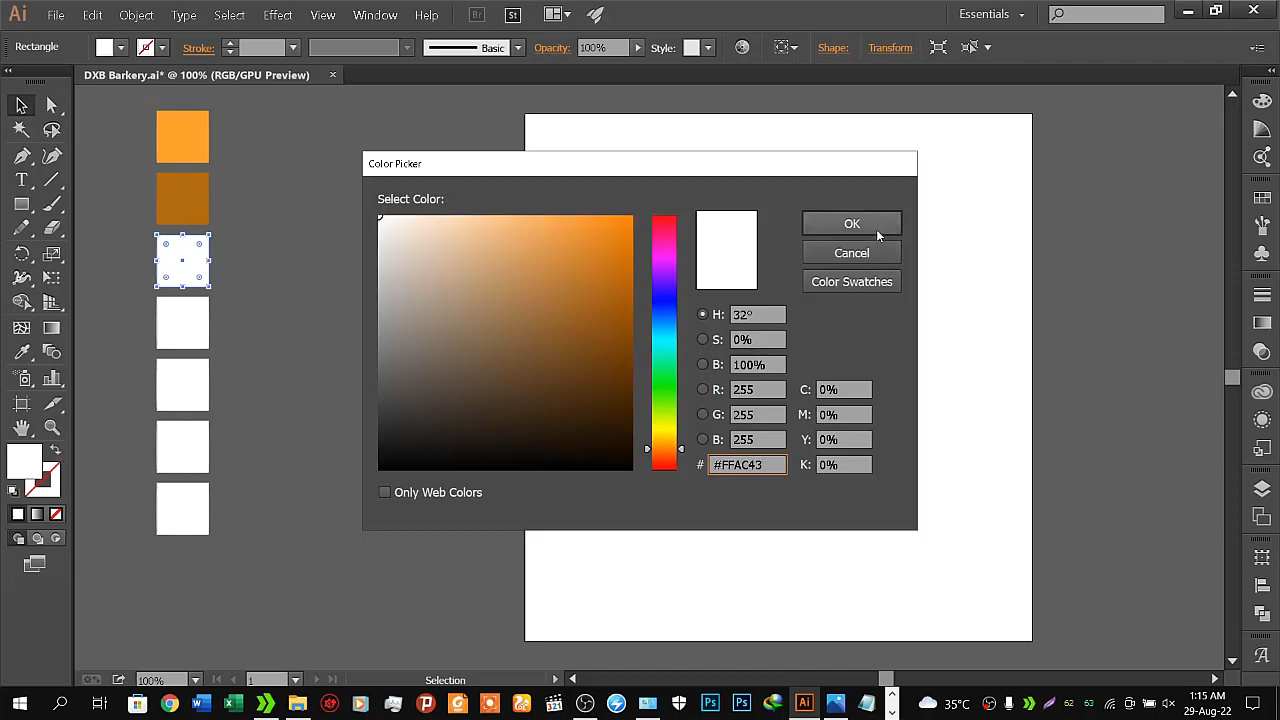 Ai File Edit Object Type Select Effect View Window Help Br St Essentials
Rectangle Stroke: Basic Opacity: 100% Style: Shape: Transform
DXB Barkery.ai* @ 100% (RGB/GPU Preview)
Color Picker
Select Color:
OK
Cancel
Color Swatches
H: 32°
S: 0%
B: 100%
R: 255 C: 0%
G: 255 M: 0%
B: 255 Y: 0%
# #FFAC43 K: 0%
Only Web Colors
100% 1 Selection
35°C 1:15 AM
29-Aug-22